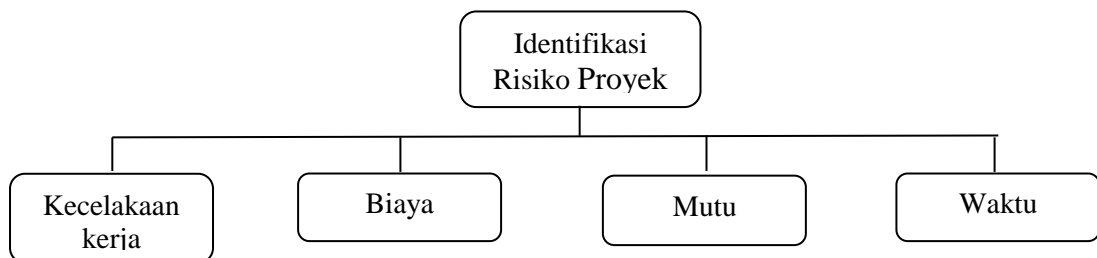 Identifikasi
Risiko Proyek
Kecelakaan
kerja
Biaya
Mutu
Waktu